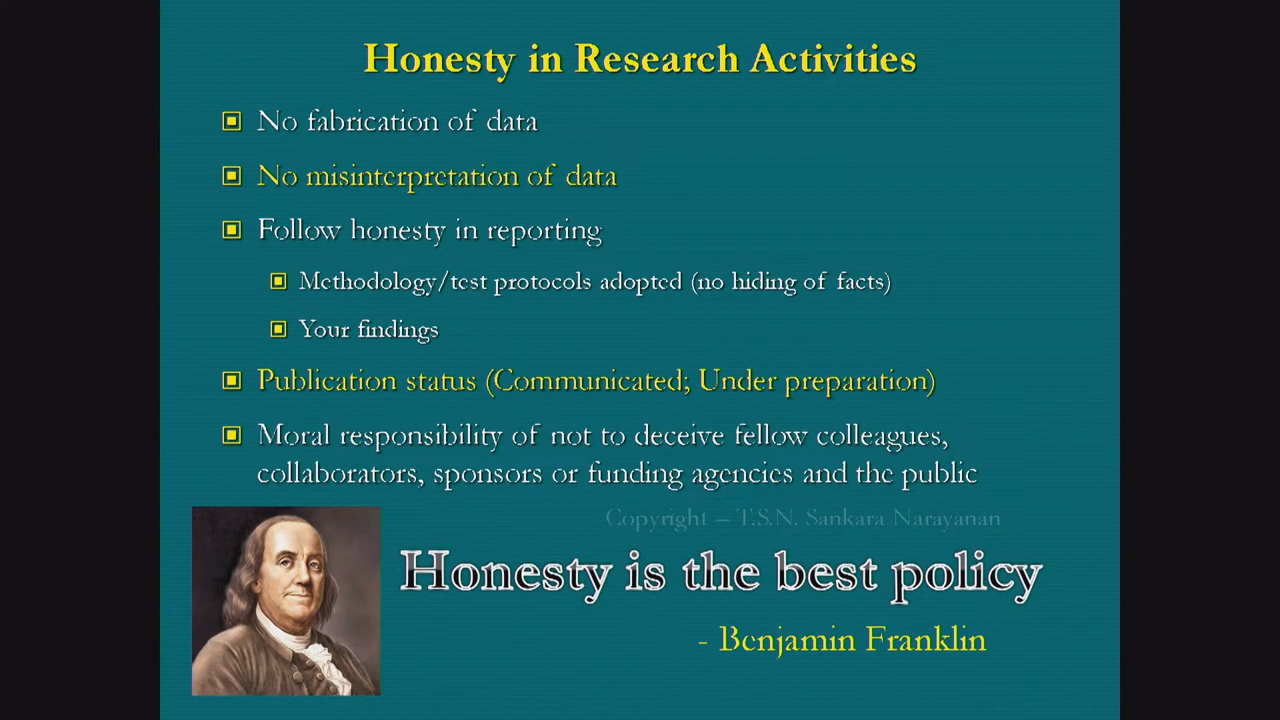 Honesty in Research Activities
No fabrication of data
No misinterpretation of data
Follow honesty in reporting
Methodology/test protocols adopted (no hiding of facts)
Your findings
Publication status (Communicated; Under preparation)
Moral responsibility of not to deceive fellow colleagues,
collaborators, sponsors or funding agencies and the public
Copyright – T.S.N. Sankara Narayanan
Honesty is the best policy
- Benjamin Franklin